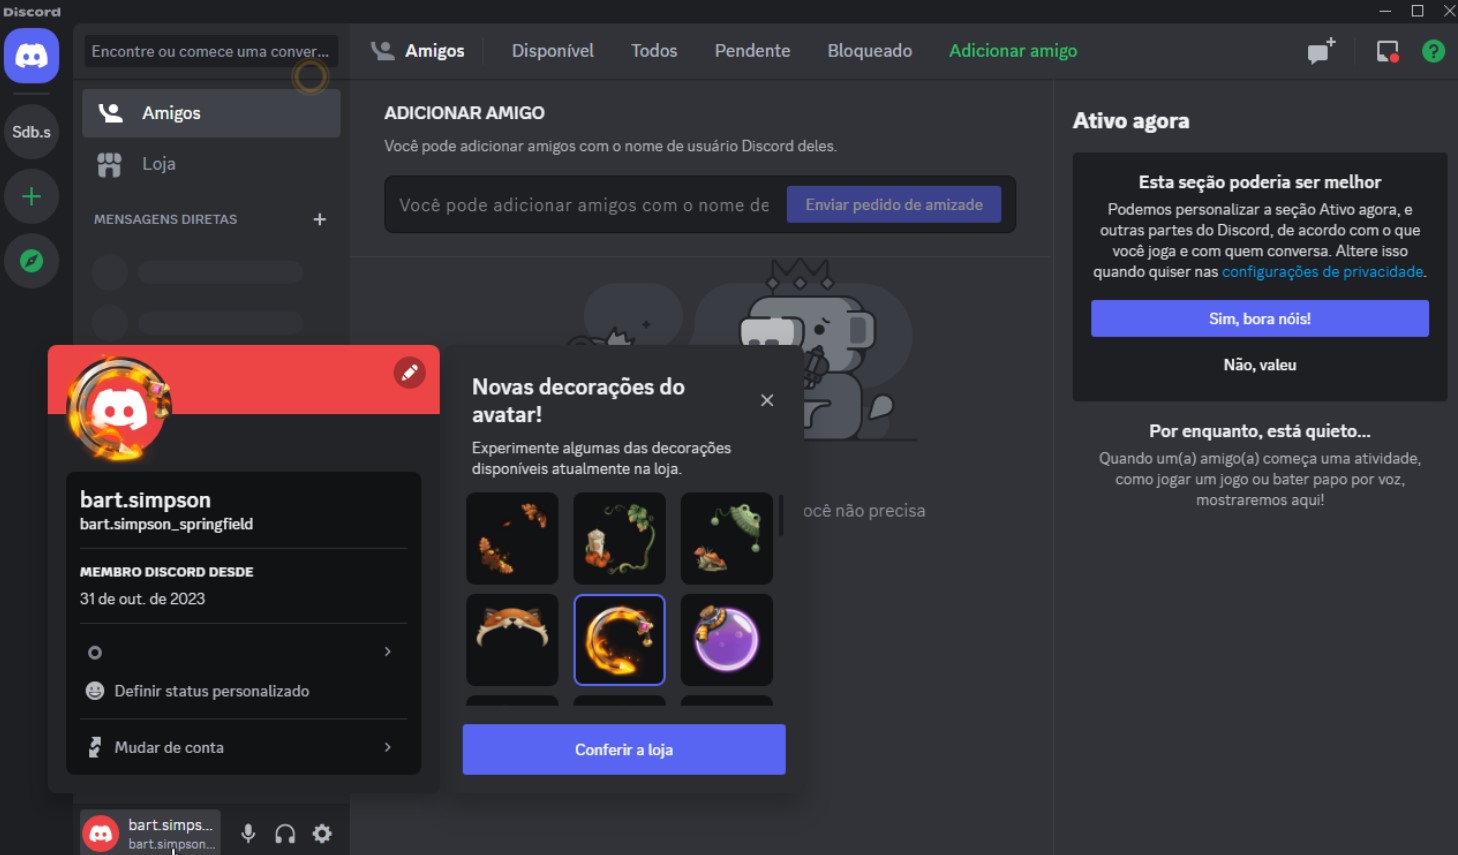 Discord
Encontre ou comece uma conver...
Amigos
Disponível
Todos
Pendente
Bloqueado
Adicionar amigo
Sdb.s
Amigos
Loja
MENSAGENS DIRETAS
ADICIONAR AMIGO
Você pode adicionar amigos com o nome de usuário Discord deles.
Você pode adicionar amigos com o nome de
Enviar pedido de amizade
Ativo agora
Esta seção poderia ser melhor
Podemos personalizar a seção Ativo agora, e
outras partes do Discord, de acordo com o que
você joga e com quem conversa. Altere isso
quando quiser nas configurações de privacidade.
Sim, bora nóis!
Não, valeu
Por enquanto, está quieto...
Quando um(a) amigo(a) começa uma atividade,
como jogar um jogo ou bater papo por voz,
mostraremos aqui!
bart.simpson
bart.simpson_springfield
MEMBRO DISCORD DESDE
31 de out. de 2023
Definir status personalizado
Mudar de conta
Novas decorações do
avatar!
Experimente algumas das decorações
disponíveis atualmente na loja.
Conferir a loja
ocê não precisa
bart.simps...
bart.simpson...